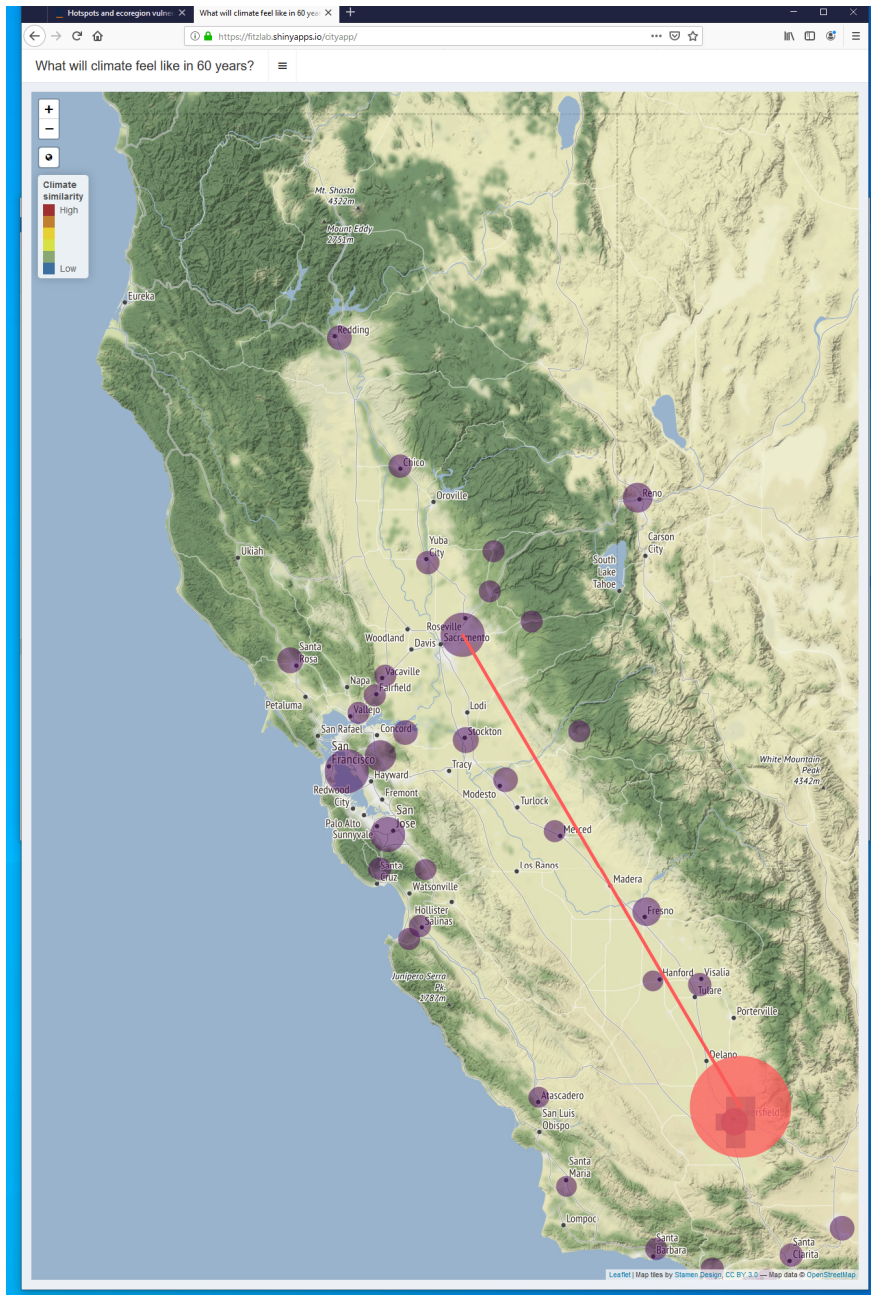 Hotspots and ecoregion vulne
What will climate feel like in 60 year
https://fitzlab.shinyapps.io/cityapp/
What will climate feel like in 60 years?
+
−
Climate
similarity
High
Low
Mt. Shasta
4322m
Mount Eddy
2751m
Eureka
Redding
Chico
Oroville
Reno
Carson
City
Yuba
City
Ukiah
South
Lake
Tahoe
Roseville
Woodland
Sacramento
Davis
Santa
Rosa
Vacaville
Napa
Fairfield
Petaluma
Vallejo
Lodi
San Rafael
Concord
Stockton
San
Francisco
Tracy
White Mountain
Peak
4342m
Hayward
Redwood
City
Fremont
Modesto
Turlock
San
Jose
Palo Alto
Sunnyvale
Merced
Santa
Cruz
Los Banos
Watsonville
Madera
Hollister
Salinas
Fresno
Junipero Serra
Pk.
1787m
Hanford
Visalia
Tulare
Porterville
Delano
Atascadero
San Luis
Obispo
ersfield
Santa
Maria
Lompoc
Santa
Barbara
Santa
Clarita
Leaflet | Map tiles by Stamen Design, CC BY 3.0 — Map data © OpenStreetMap